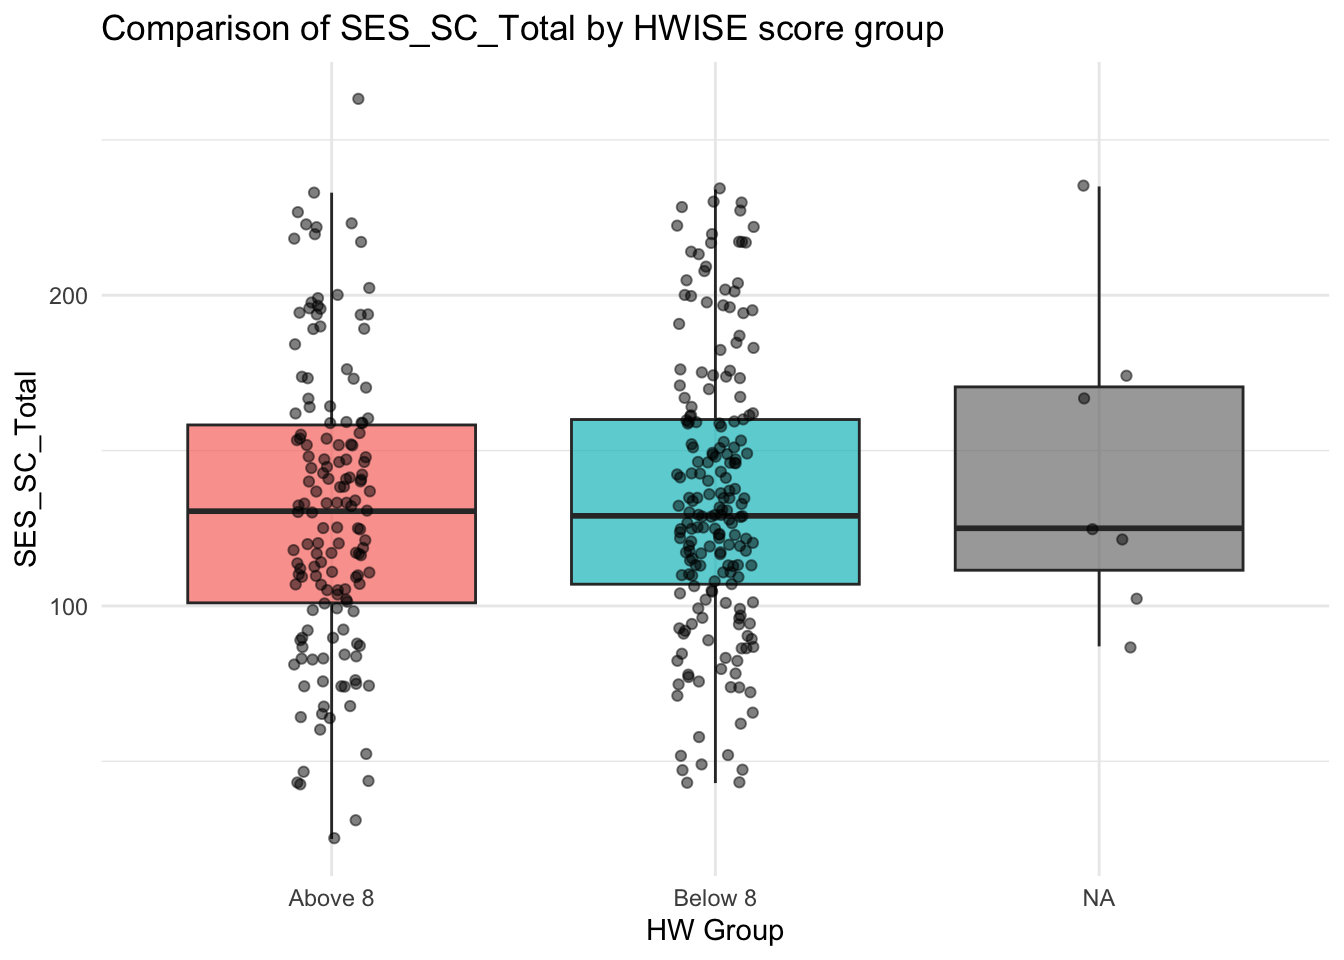 Comparison of SES_SC_Total by HWISE score group
SES_SC_Total
200
100
Above 8
Below 8
NA
HW Group